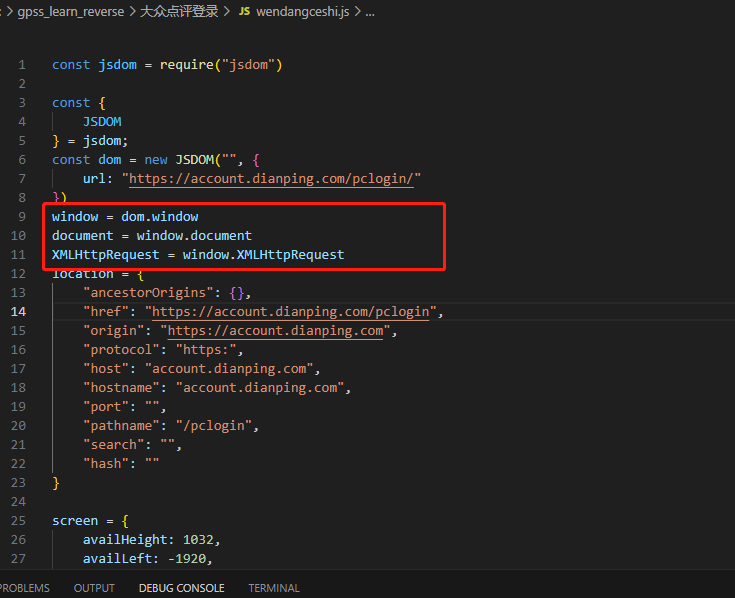 > gpss_learn_reverse > 大众点评登录 > JS wendangceshi.js > ...
1 const jsdom = require("jsdom")
2
3 const {
4 JSDOM
5 } = jsdom;
6 const dom = new JSDOM("", {
7 url: "https://account.dianping.com/pclogin/"
8 })
9 window = dom.window
10 document = window.document
11 XMLHttpRequest = window.XMLHttpRequest
12 location = {
13 "ancestorOrigins": {},
14 "href": "https://account.dianping.com/pclogin",
15 "origin": "https://account.dianping.com",
16 "protocol": "https:",
17 "host": "account.dianping.com",
18 "hostname": "account.dianping.com",
19 "port": "",
20 "pathname": "/pclogin",
21 "search": "",
22 "hash": ""
23 }
24
25 screen = {
26 availHeight: 1032,
27 availLeft: -1920,
PROBLEMS OUTPUT DEBUG CONSOLE TERMINAL